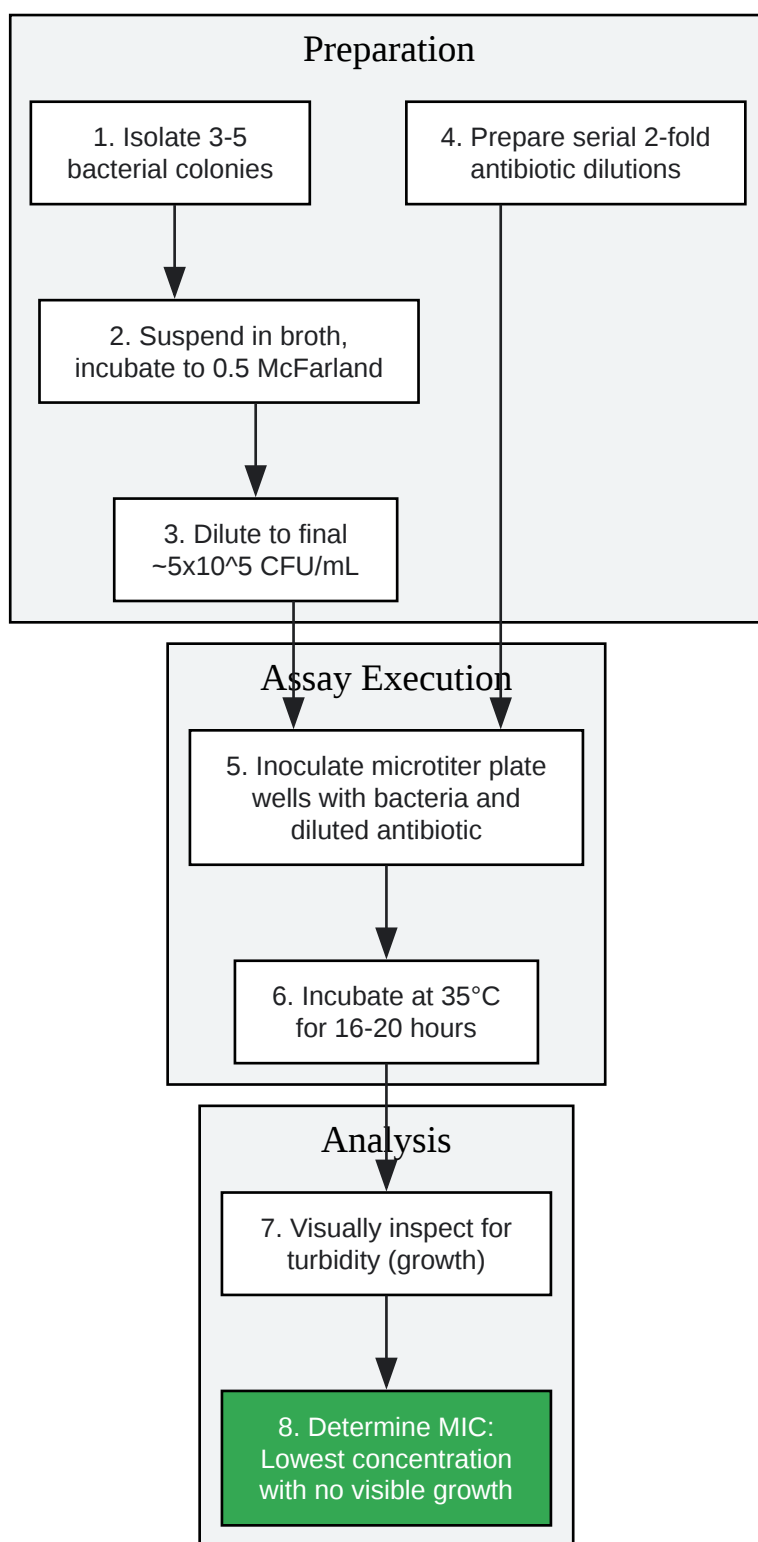 Preparation
1. Isolate 3-5
bacterial colonies
4. Prepare serial 2-fold
antibiotic dilutions
2. Suspend in broth,
incubate to 0.5 McFarland
3. Dilute to final
~5x10^5 CFU/mL
Assay Execution
5. Inoculate microtiter plate
wells with bacteria and
diluted antibiotic
6. Incubate at 35°C
for 16-20 hours
Analysis
7. Visually inspect for
turbidity (growth)
8. Determine MIC:
Lowest concentration
with no visible growth